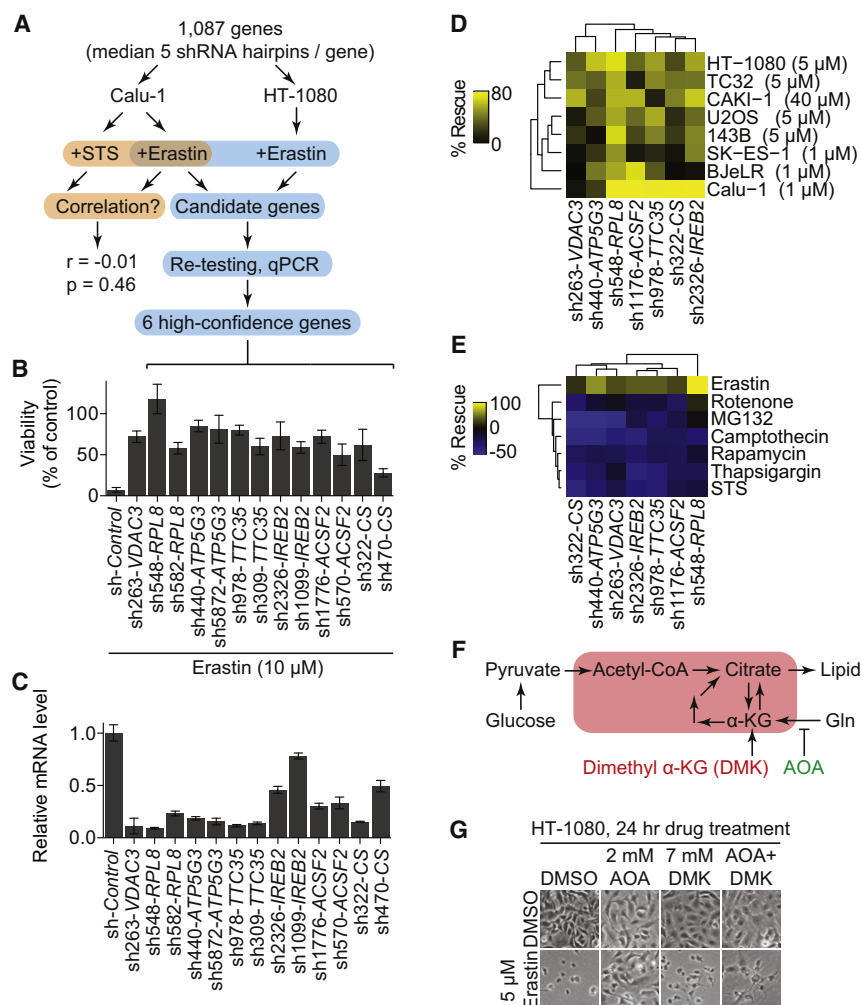 A
1,087 genes
(median 5 shRNA hairpins / gene)
Calu-1
HT-1080
+STS
+Erastin
+Erastin
Correlation?
Candidate genes
r = -0.01
p = 0.46
Re-testing, qPCR
6 high-confidence genes
B
Viability
(% of control)
100
50
0
sh-Control
sh263-VDAC3
sh548-RPL8
sh582-RPL8
sh440-ATP5G3
sh5872-ATP5G3
sh978-TTC35
sh309-TTC35
sh2326-IREB2
sh1099-IREB2
sh1776-ACSF2
sh570-ACSF2
sh322-CS
sh470-CS
Erastin (10 µM)
C
Relative mRNA level
1.0
0.5
0.0
sh-Control
sh263-VDAC3
sh548-RPL8
sh582-RPL8
sh440-ATP5G3
sh5872-ATP5G3
sh978-TTC35
sh309-TTC35
sh2326-IREB2
sh1099-IREB2
sh1776-ACSF2
sh570-ACSF2
sh322-CS
sh470-CS
D
% Rescue
80
0
HT−1080 (5 µM)
TC32 (5 µM)
CAKI−1 (40 µM)
U2OS (5 µM)
143B (5 µM)
SK−ES−1 (1 µM)
BJeLR (1 µM)
Calu−1 (1 µM)
sh263-VDAC3
sh440-ATP5G3
sh548-RPL8
sh1176-ACSF2
sh978-TTC35
sh322-CS
sh2326-IREB2
E
% Rescue
100
0
-50
Erastin
Rotenone
MG132
Camptothecin
Rapamycin
Thapsigargin
STS
sh322-CS
sh440-ATP5G3
sh263-VDAC3
sh2326-IREB2
sh978-TTC35
sh1176-ACSF2
sh548-RPL8
F
Pyruvate
Acetyl-CoA
Citrate
Lipid
Glucose
α-KG
Gln
Dimethyl α-KG (DMK)
AOA
G
HT-1080, 24 hr drug treatment
DMSO
2 mM
AOA
7 mM
DMK
AOA+
DMK
DMSO
5 µM
Erastin